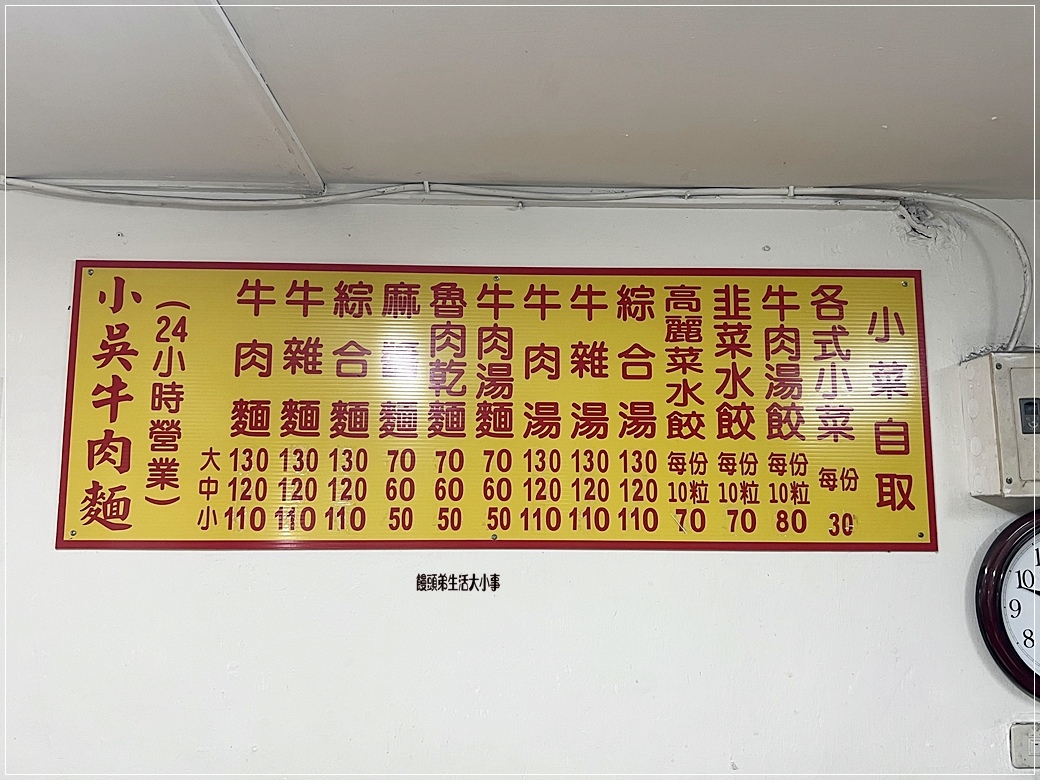 小吳牛肉麵
（24小時營業）
大
中
小
牛肉麵
130
120
110
牛雜麵
130
120
110
綜合麵
130
120
110
麻醬麵
70
60
50
魯肉乾麵
70
60
50
牛肉湯麵
70
60
50
牛肉湯
130
120
110
牛雜湯
130
120
110
綜合湯
130
120
110
高麗菜水餃
每份
10粒
70
韭菜水餃
每份
10粒
70
牛肉湯餃
每份
10粒
80
各式小菜
每份
30
小菜自取
饅頭弟生活大小事
10
9
8